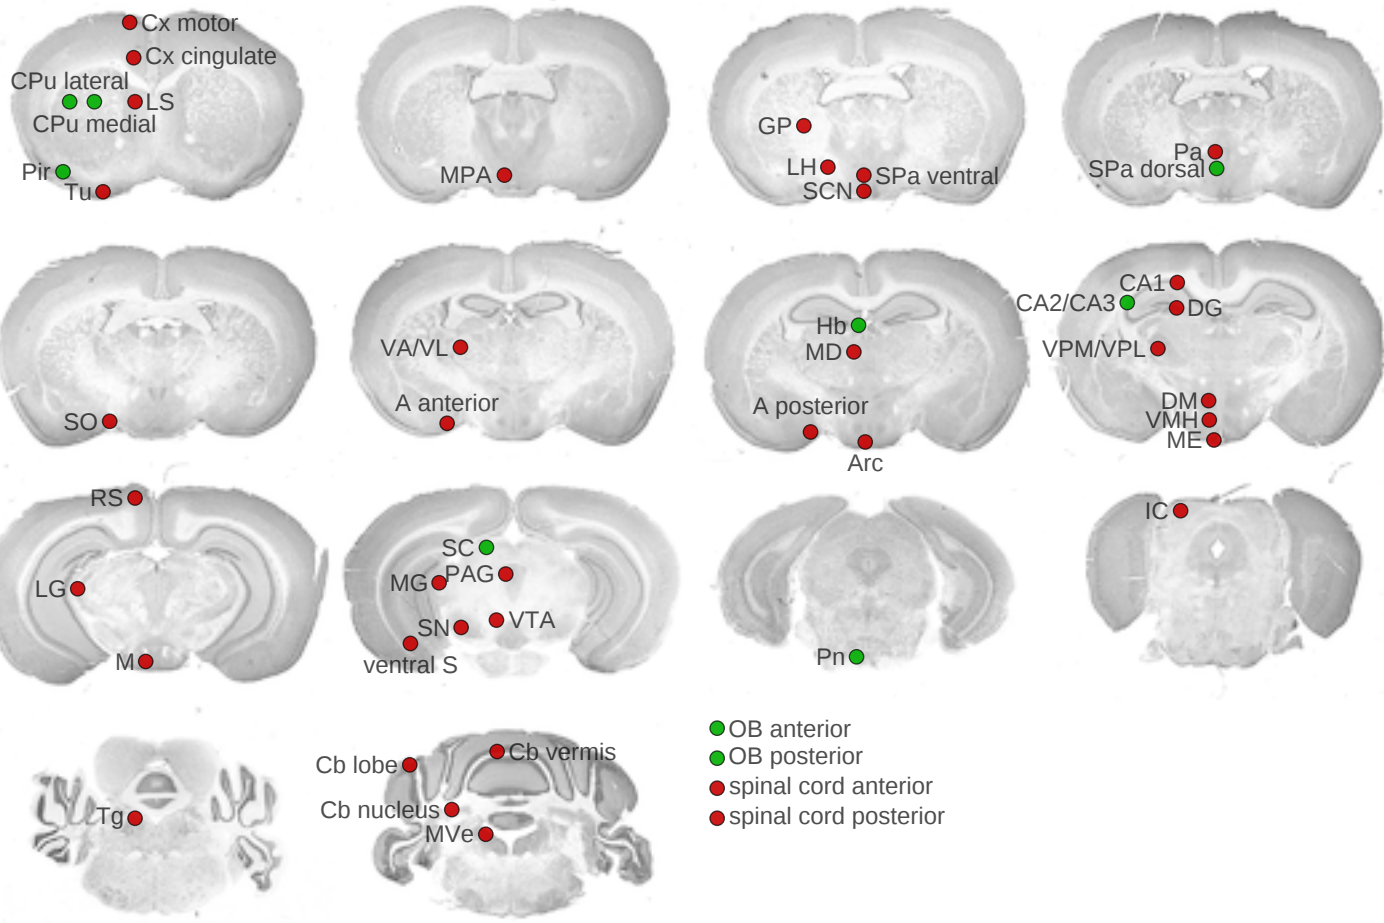 Cx motor
Cx cingulate
CPu lateral
LS
CPu medial
Pir
Tu
MPA
GP
LH
SPa ventral
SCN
Pa
SPa dorsal
SO
VA/VL
A anterior
Hb
MD
A posterior
Arc
CA1
CA2/CA3
DG
VPM/VPL
DM
VMH
ME
RS
LG
M
SC
PAG
MG
VTA
SN
ventral S
Pn
IC
Tg
Cb vermis
Cb lobe
Cb nucleus
MVe
OB anterior
OB posterior
spinal cord anterior
spinal cord posterior